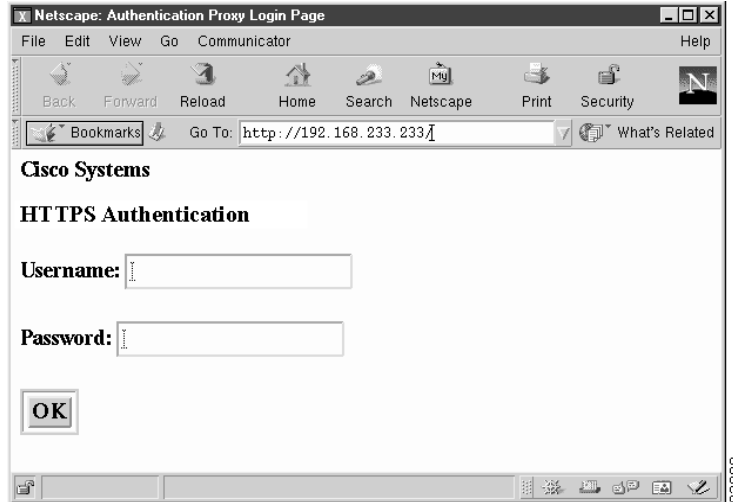 Netscape: Authentication Proxy Login Page
File Edit View Go Communicator Help
Back Forward Reload Home Search Netscape Print Security
My
N
Bookmarks Go To: http://192.168.233.233/ What's Related
Cisco Systems
HTTPS Authentication
Username:
Password:
OK